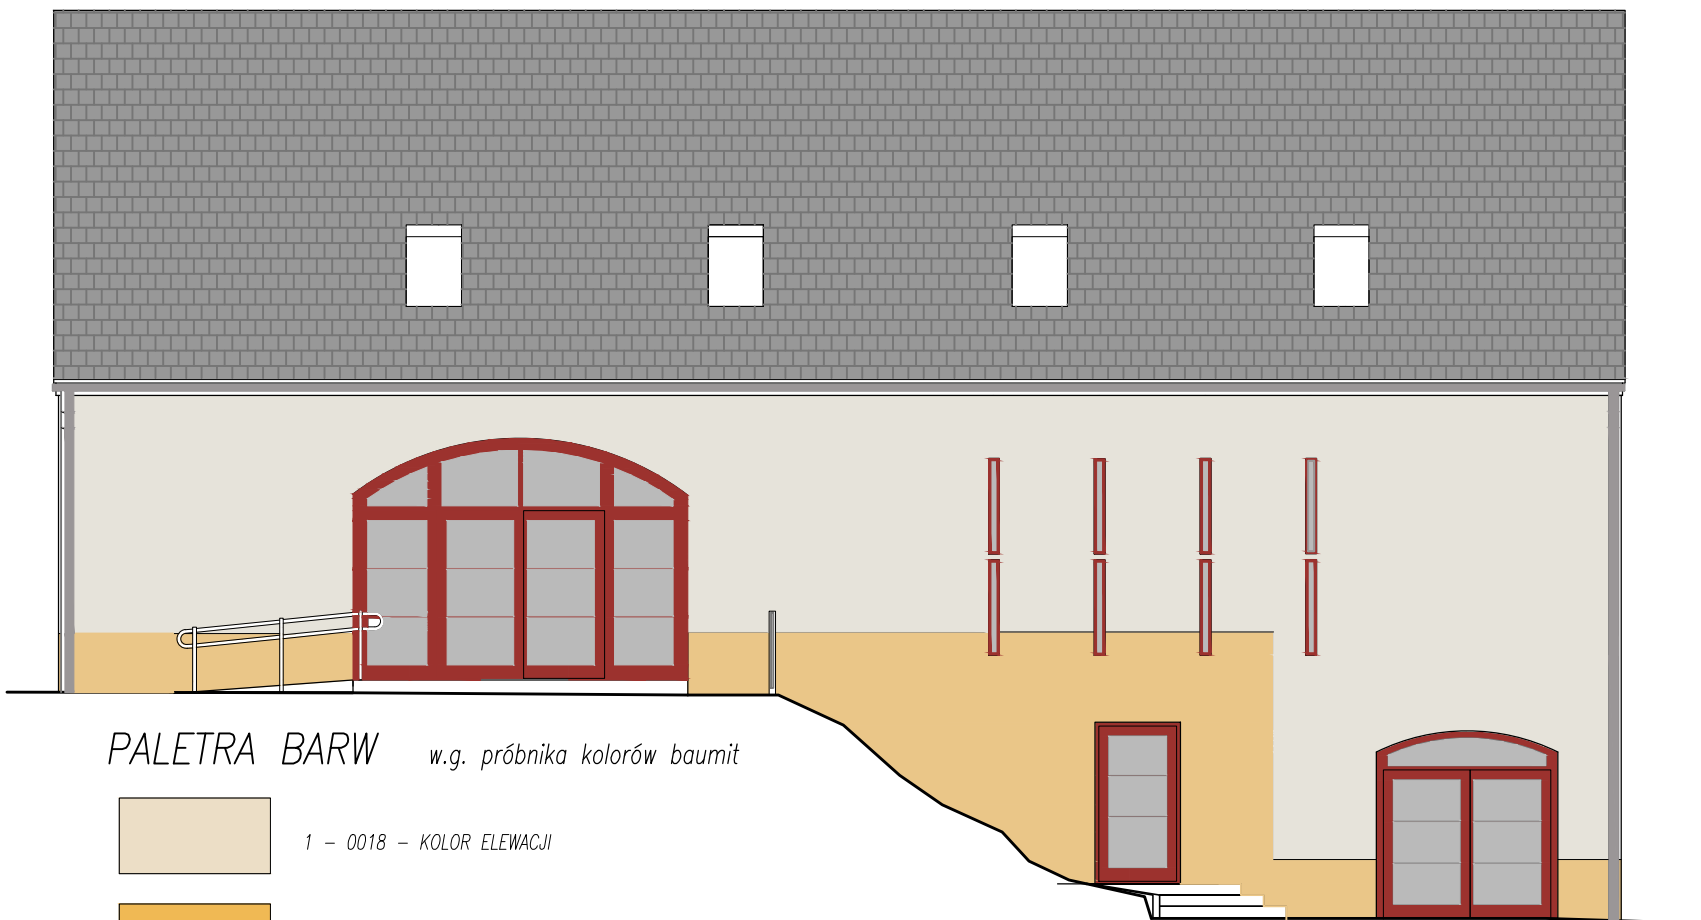 PALETRA BARW w.g. próbnika kolorów baumit
1 – 0018 – KOLOR ELEWACJI